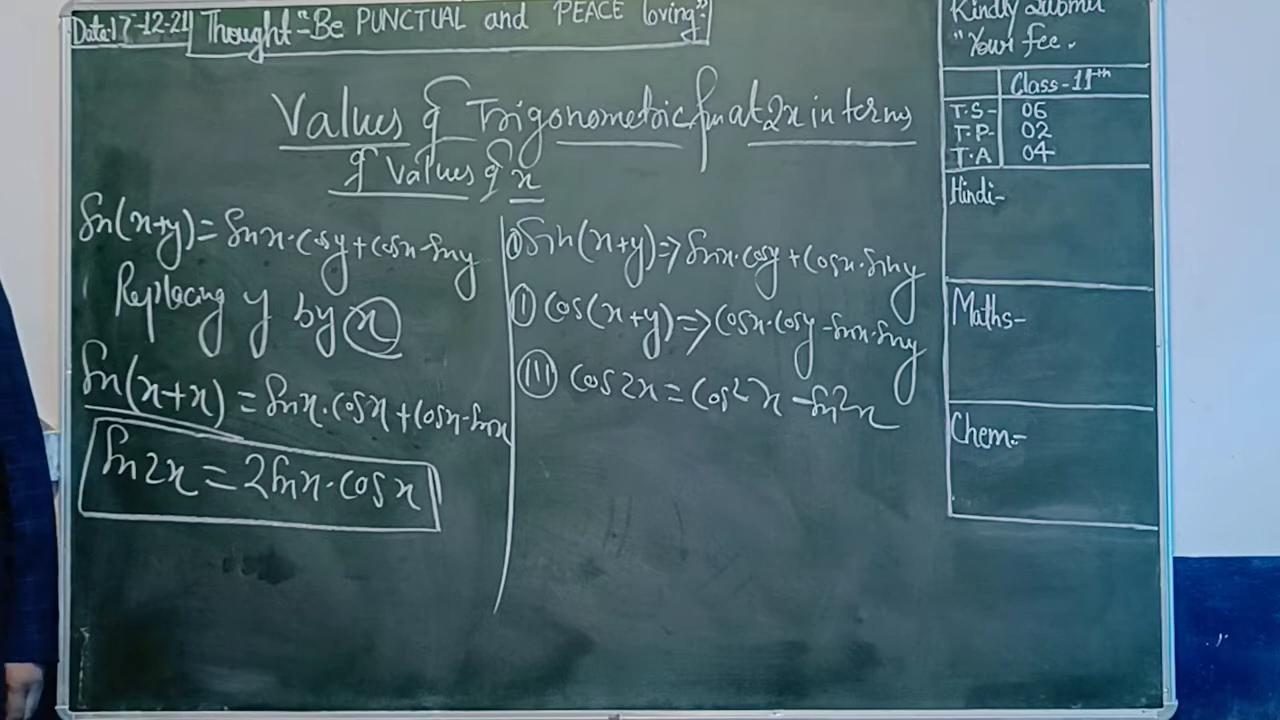 Date:17-12-21
Thought-"Be PUNCTUAL and PEACE loving".
Values of Trigonometric fun at 2x in terms
of Values of x
Sin(x+y)=Sinx·Cosy+Cosx·Siny
Replacing y by x
Sin(x+x)=Sinx·Cosx+Cosx·Sinx
Sin2x=2Sinx·Cosx
① Sin(x+y)=>Sinx·Cosy+Cosx·Siny
Ⓘ Cos(x+y)=>Cosx·Cosy-Sinx·Siny
(III) Cos2x=Cos²x-Sin²x
Kindly Submit
"Your fee.
Class-11th
T.S- 06
T.P- 02
T.A 04
Hindi-
Maths-
Chem:-